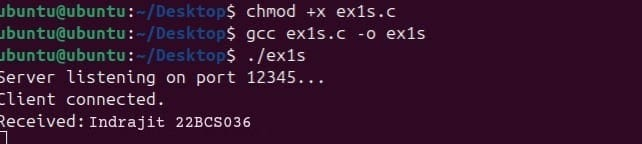 ubuntu@ubuntu:~/Desktop$ chmod +x ex1s.c
ubuntu@ubuntu:~/Desktop$ gcc ex1s.c -o ex1s
ubuntu@ubuntu:~/Desktop$ ./ex1s
Server listening on port 12345...
Client connected.
Received:Indrajit 22BCS036